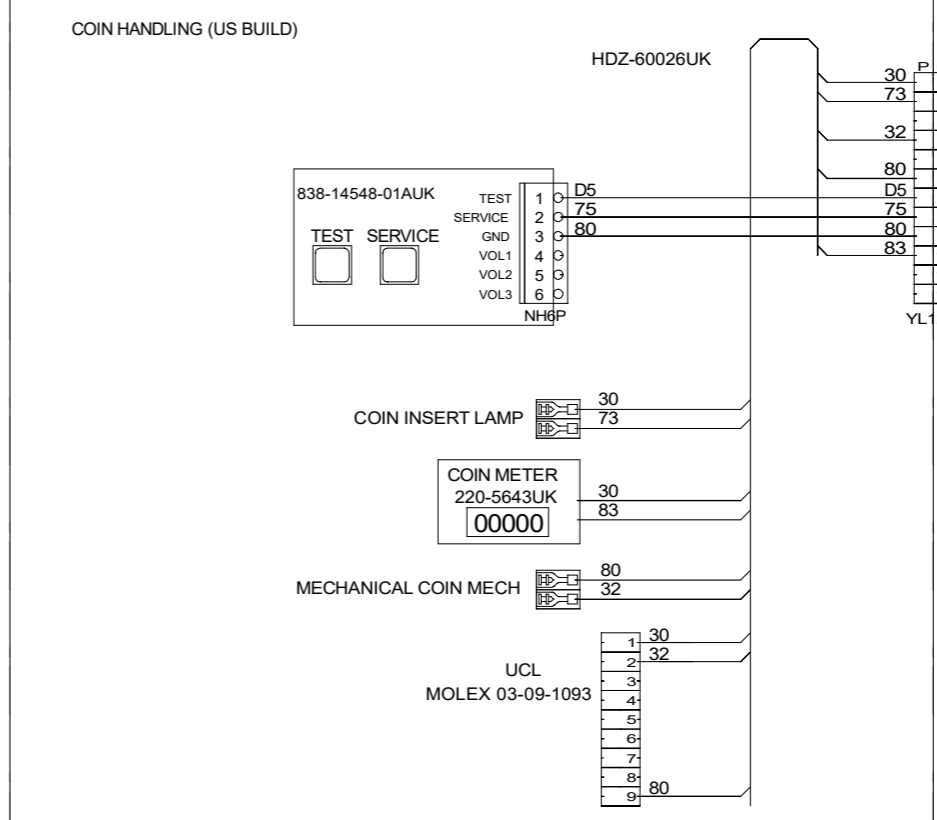 COIN HANDLING (US BUILD)
HDZ-60026UK
P
30
73
32
80
D5
75
80
83
YL1
838-14548-01AUK
TEST SERVICE
TEST 1 D5
SERVICE 2 75
GND 3 80
VOL1 4
VOL2 5
VOL3 6
NH6P
COIN INSERT LAMP
30
73
COIN METER
220-5643UK
00000
30
83
MECHANICAL COIN MECH
80
32
UCL
MOLEX 03-09-1093
1 30
2 32
3
4
5
6
7
8
9 80